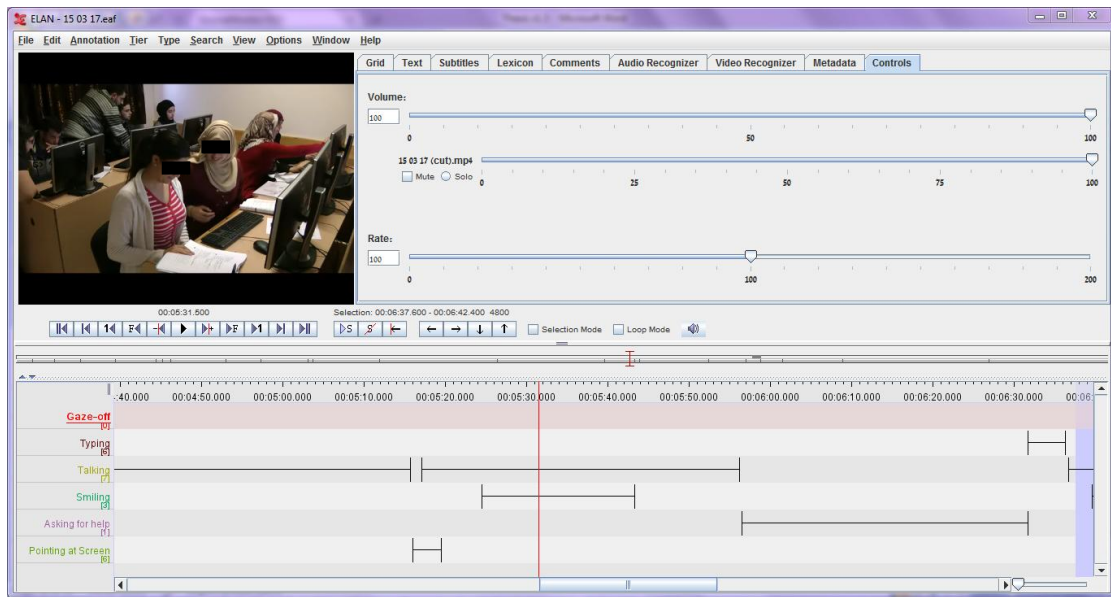 ELAN - 15 03 17.eaf
File Edit Annotation Tier Type Search View Options Window Help
Grid Text Subtitles Lexicon Comments Audio Recognizer Video Recognizer Metadata Controls
Volume:
100
0 50 100
15 03 17 (cut).mp4
Mute Solo
0 25 50 75 100
Rate:
100
0 100 200
00:05:31.500
Selection: 00:06:37.600 - 00:06:42.400 4800
1 F F 1 S S
Selection Mode Loop Mode
:40.000 00:04:50.000 00:05:00.000 00:05:10.000 00:05:20.000 00:05:30.000 00:05:40.000 00:05:50.000 00:06:00.000 00:06:10.000 00:06:20.000 00:06:30.000 00:06:
Gaze-off
[0]
Typing
[6]
Talking
[7]
Smiling
[3]
Asking for help
[1]
Pointing at Screen
[6]